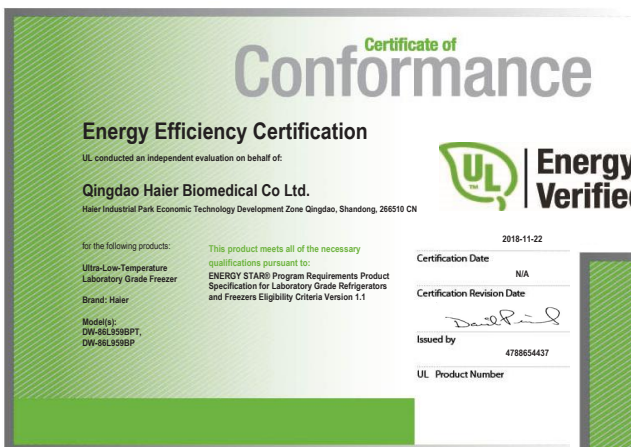 Certificate of
Conformance
Energy Efficiency Certification
UL conducted an independent evaluation on behalf of:
Qingdao Haier Biomedical Co Ltd.
Haier Industrial Park Economic Technology Development Zone Qingdao, Shandong, 266510 CN
UL
TM
Energy
Verified
for the following products:
Ultra-Low-Temperature
Laboratory Grade Freezer
Brand: Haier
Model(s):
DW-86L959BPT,
DW-86L959BP
This product meets all of the necessary
qualifications pursuant to:
ENERGY STAR® Program Requirements Product
Specification for Laboratory Grade Refrigerators
and Freezers Eligibility Criteria Version 1.1
2018-11-22
Certification Date
N/A
Certification Revision Date
Issued by
4788654437
UL Product Number